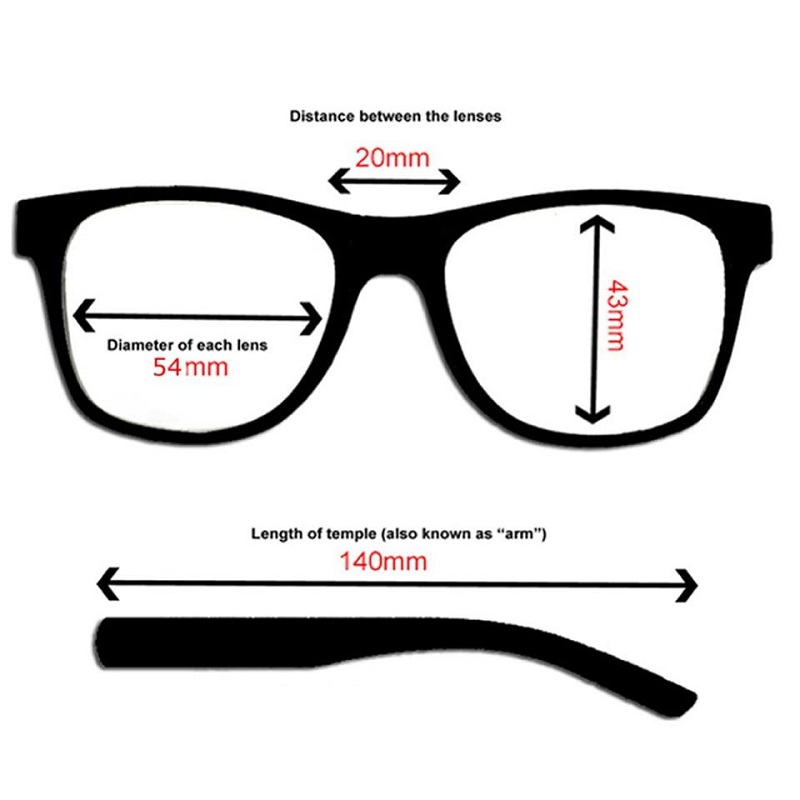 Distance between the lenses
20mm
43mm
Diameter of each lens
54mm
Length of temple (also known as “arm”)
140mm